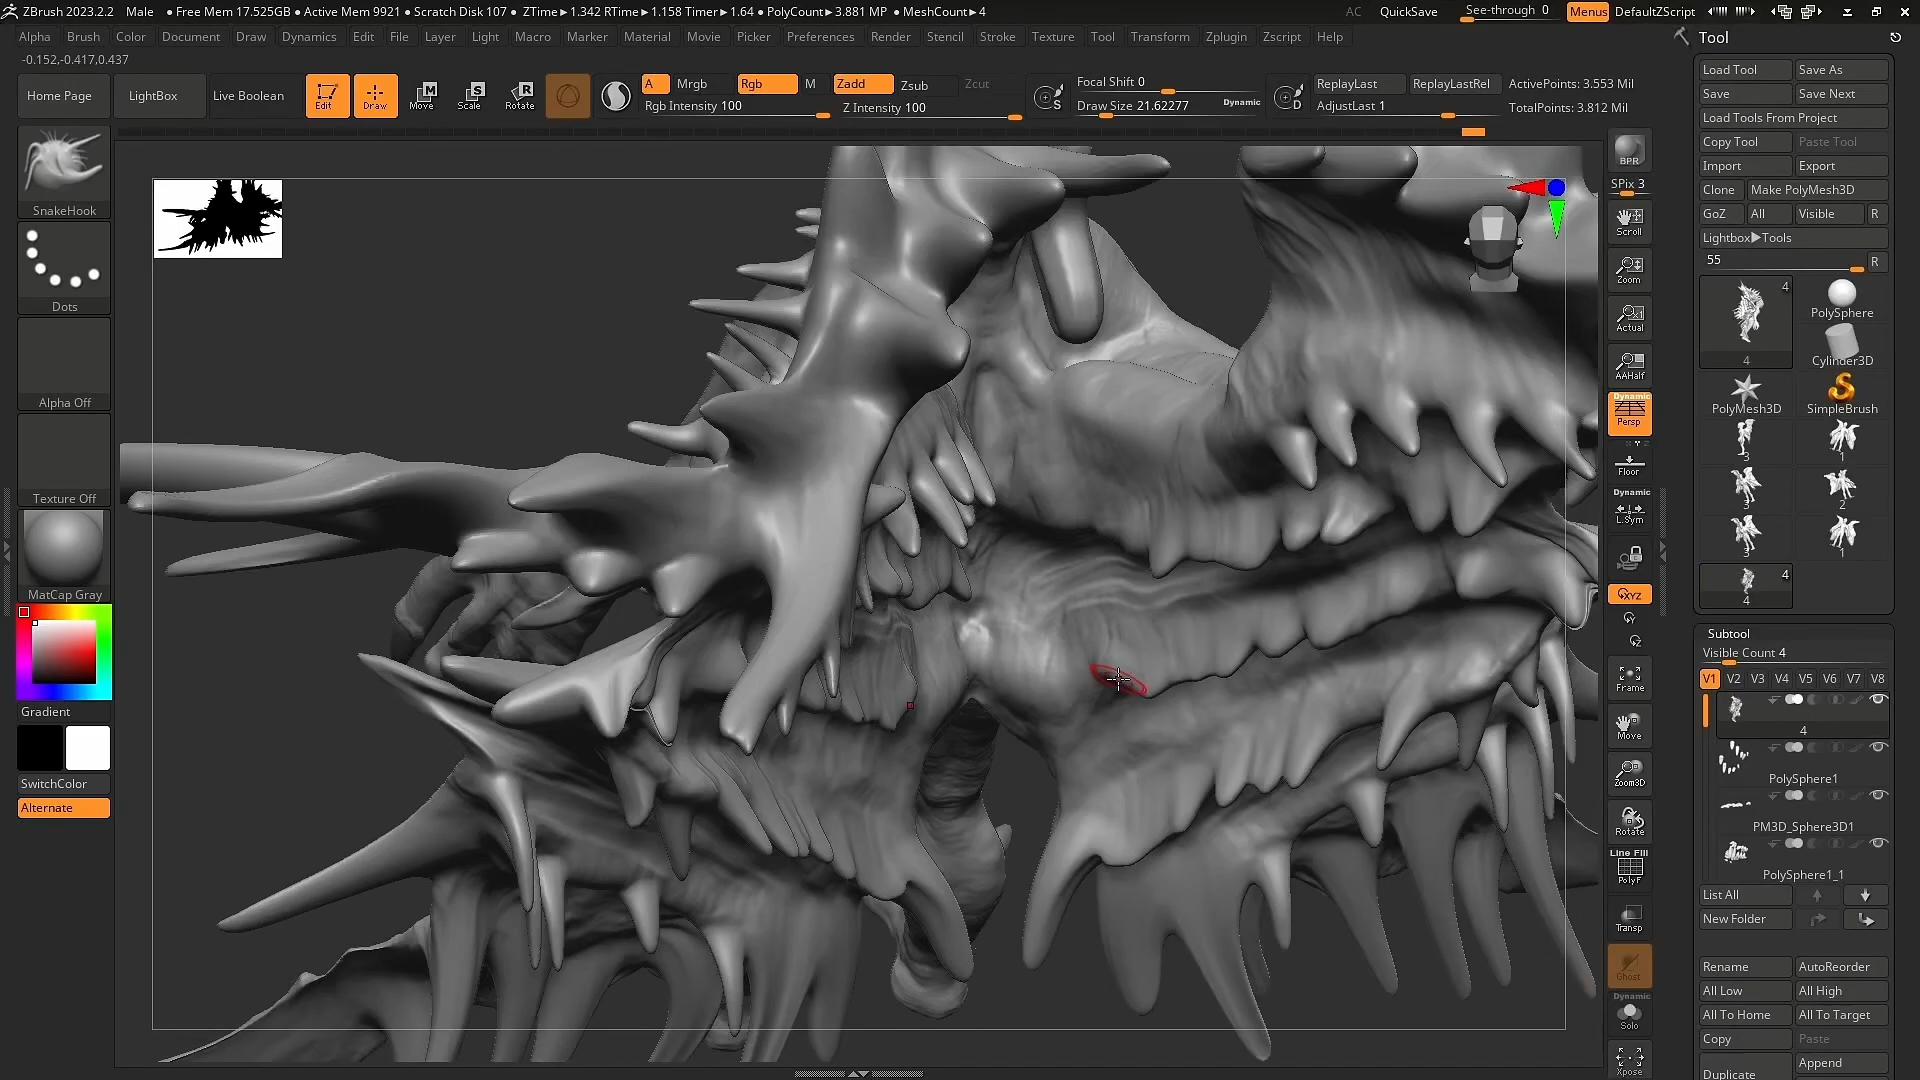 ZBrush 2023.2.2 Male ● Free Mem 17.525GB ● Active Mem 9921 ● Scratch Disk 107 ● ZTime►1.342 RTime►1.158 Timer►1.64 ● PolyCount►3.881 MP ● MeshCount►4 AC QuickSave See-through 0 Menus DefaultZScript
Alpha Brush Color Document Draw Dynamics Edit File Layer Light Macro Marker Material Movie Picker Preferences Render Stencil Stroke Texture Tool Transform Zplugin Zscript Help
-0.152,-0.417,0.437
Home Page LightBox Live Boolean Edit Draw Move Scale Rotate
A Mrgb Rgb M Zadd Zsub Zcut
Rgb Intensity 100 Z Intensity 100
Focal Shift 0
Draw Size 21.62277 Dynamic
ReplayLast ReplayLastRel ActivePoints: 3.553 Mil
AdjustLast 1 TotalPoints: 3.812 Mil
SnakeHook
Dots
Alpha Off
Texture Off
MatCap Gray
Gradient
SwitchColor
Alternate
BPR
SPix 3
Scroll
Zoom
Actual
AAHalf
Dynamic
Persp
Floor
Dynamic
L.Sym
XYZ
Frame
Move
Zoom3D
Rotate
Line Fill
PolyF
Transp
Ghost
Dynamic
Solo
Xpose
Tool
Load Tool Save As
Save Save Next
Load Tools From Project
Copy Tool Paste Tool
Import Export
Clone Make PolyMesh3D
GoZ All Visible R
Lightbox►Tools
55 R
4
4
PolySphere
Cylinder3D
PolyMesh3D SimpleBrush
3 1
3 2
3 1
4
4
Subtool
Visible Count 4
V1 V2 V3 V4 V5 V6 V7 V8
4
PolySphere1
PM3D_Sphere3D1
PolySphere1_1
List All
New Folder
Rename AutoReorder
All Low All High
All To Home All To Target
Copy Paste
Duplicate Append